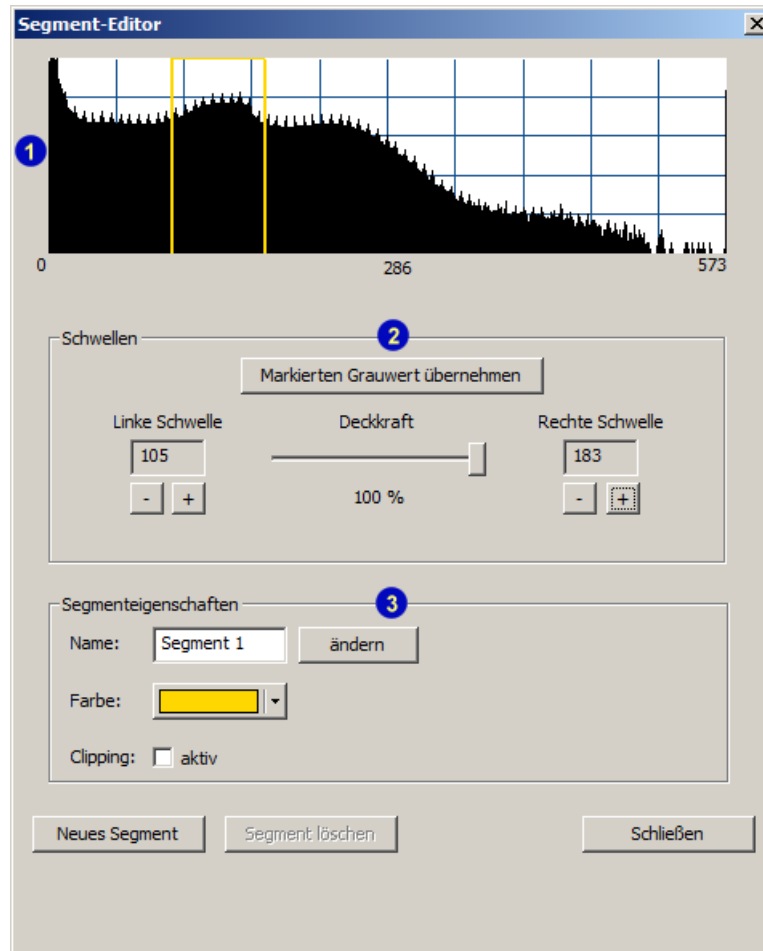 Segment-Editor
1
0 286 573
Schwellen
2
Markierten Grauwert übernehmen
Linke Schwelle Deckkraft Rechte Schwelle
105 183
- + 100 % - +
Segmenteigenschaften
3
Name: Segment 1 ändern
Farbe:
Clipping: aktiv
Neues Segment Segment löschen Schließen